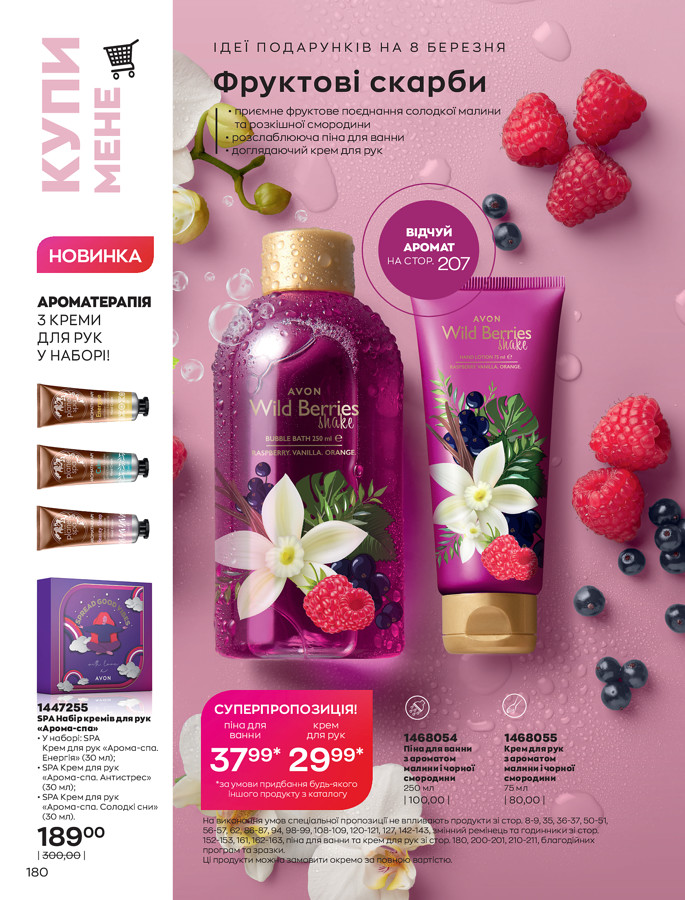 КУПИ
МЕНЕ
НОВИНКА
АРОМАТЕРАПІЯ
З КРЕМИ
ДЛЯ РУК
У НАБОРІ!
SPREAD GOOD VIBES
with love
AVON
1447255
SPA Набір кремів для рук
«Арома-спа»
• У наборі: SPA
Крем для рук «Арома-спа.
Енергія» (30 мл);
• SPA Крем для рук
«Арома-спа. Антистрес»
(30 мл);
• SPA Крем для рук
«Арома-спа. Солодкі сни»
(30 мл).
189⁰⁰
| 300,00 |
180
ІДЕЇ ПОДАРУНКІВ НА 8 БЕРЕЗНЯ
Фруктові скарби
• приємне фруктове поєднання солодкої малини
та розкішної смородини
• розслаблююча піна для ванни
• доглядаючий крем для рук
ВІДЧУЙ
АРОМАТ
НА СТОР. 207
AVON
Wild Berries
shake
BUBBLE BATH 250 ml ℮
RASPBERRY. VANILLA. ORANGE.
AVON
Wild Berries
shake
HAND LOTION 75 ml ℮
RASPBERRY. VANILLA. ORANGE.
СУПЕРПРОПОЗИЦІЯ!
піна для
ванни
37⁹⁹*
крем
для рук
29⁹⁹*
*за умови придбання будь-якого
іншого продукту з каталогу
1468054
Піна для ванни
з ароматом
малини і чорної
смородини
250 мл
| 100,00 |
1468055
Крем для рук
з ароматом
малини і чорної
смородини
75 мл
| 80,00 |
На виконання умов спеціальної пропозиції не впливають продукти зі стор. 8-9, 35, 36-37, 50-51,
56-57, 62, 86-87, 94, 98-99, 108-109, 120-121, 127, 142-143, змінний ремінець та годинники зі стор.
152-153, 161, 162-163, піна для ванни та крем для рук зі стор. 180, 200-201, 210-211, благодійних
програм та зразки.
Ці продукти можна замовити окремо за повною вартістю.